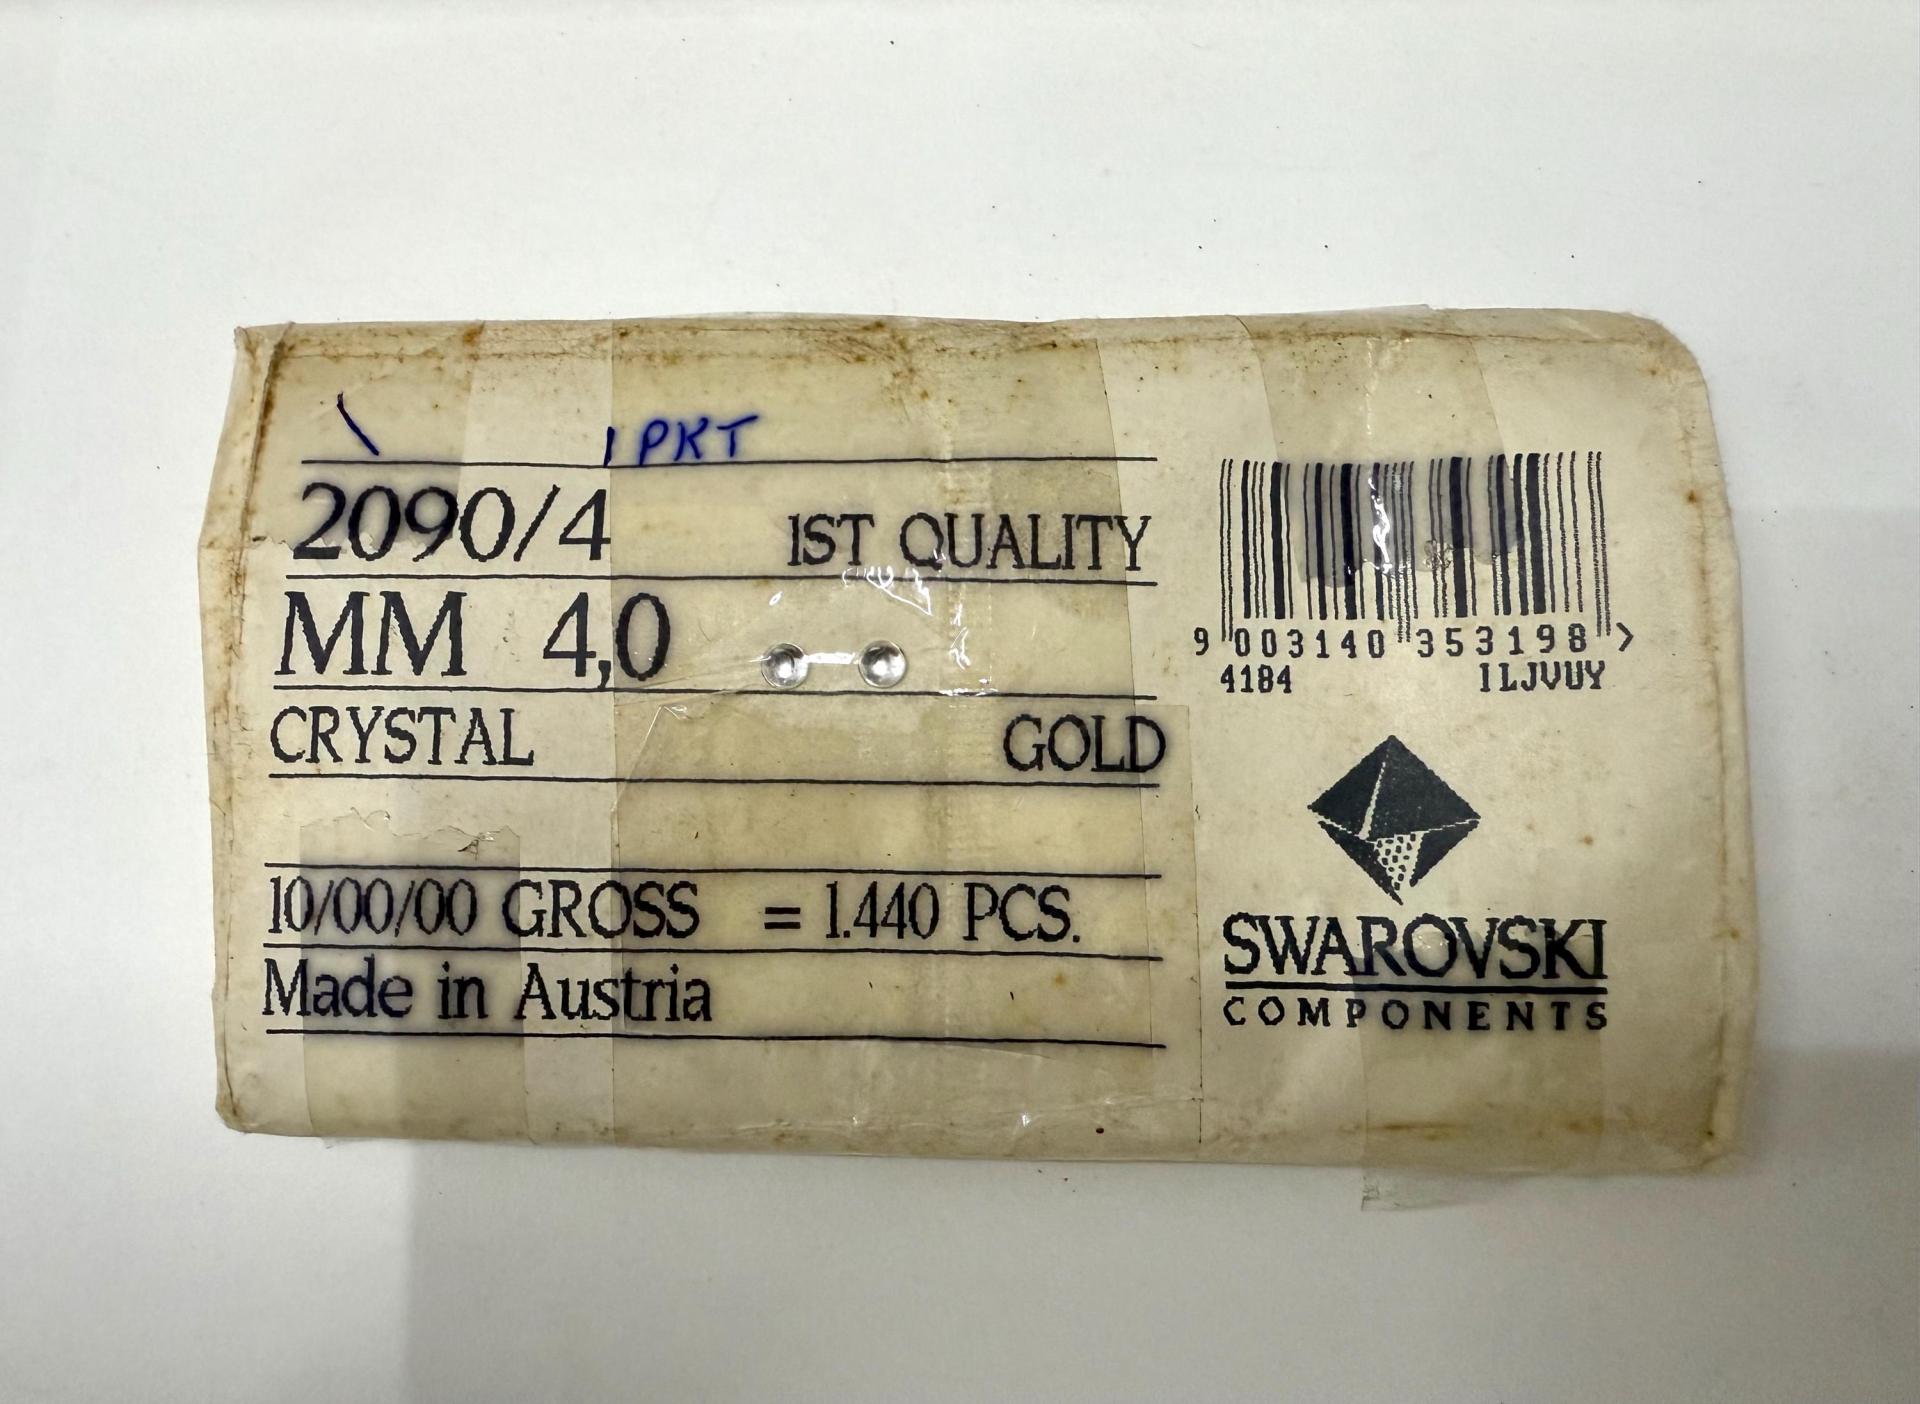 1 PKT
2090/4 1ST QUALITY
MM 4,0
CRYSTAL GOLD
10/00/00 GROSS = 1.440 PCS.
Made in Austria
9 003140 353198 >
4184 ILJVUY
SWAROVSKI
COMPONENTS